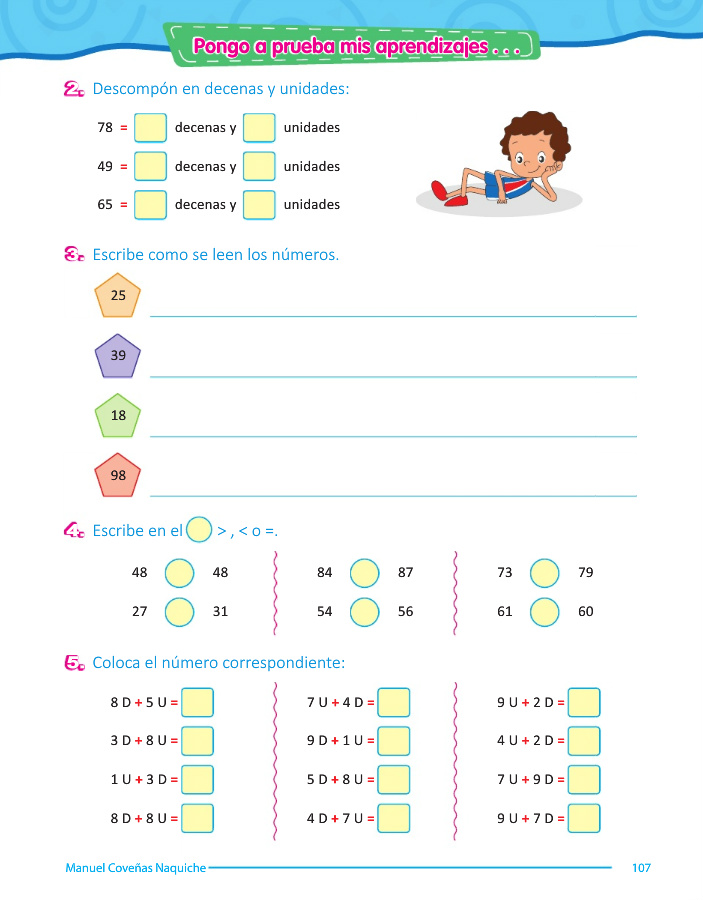 Pongo a prueba mis aprendizajes . . .
2. Descompón en decenas y unidades:
78 = decenas y unidades
49 = decenas y unidades
65 = decenas y unidades
3. Escribe como se leen los números.
25
39
18
98
4. Escribe en el > , < o =.
48 48 84 87 73 79
27 31 54 56 61 60
5. Coloca el número correspondiente:
8 D + 5 U = 7 U + 4 D = 9 U + 2 D =
3 D + 8 U = 9 D + 1 U = 4 U + 2 D =
1 U + 3 D = 5 D + 8 U = 7 U + 9 D =
8 D + 8 U = 4 D + 7 U = 9 U + 7 D =
Manuel Coveñas Naquiche 107